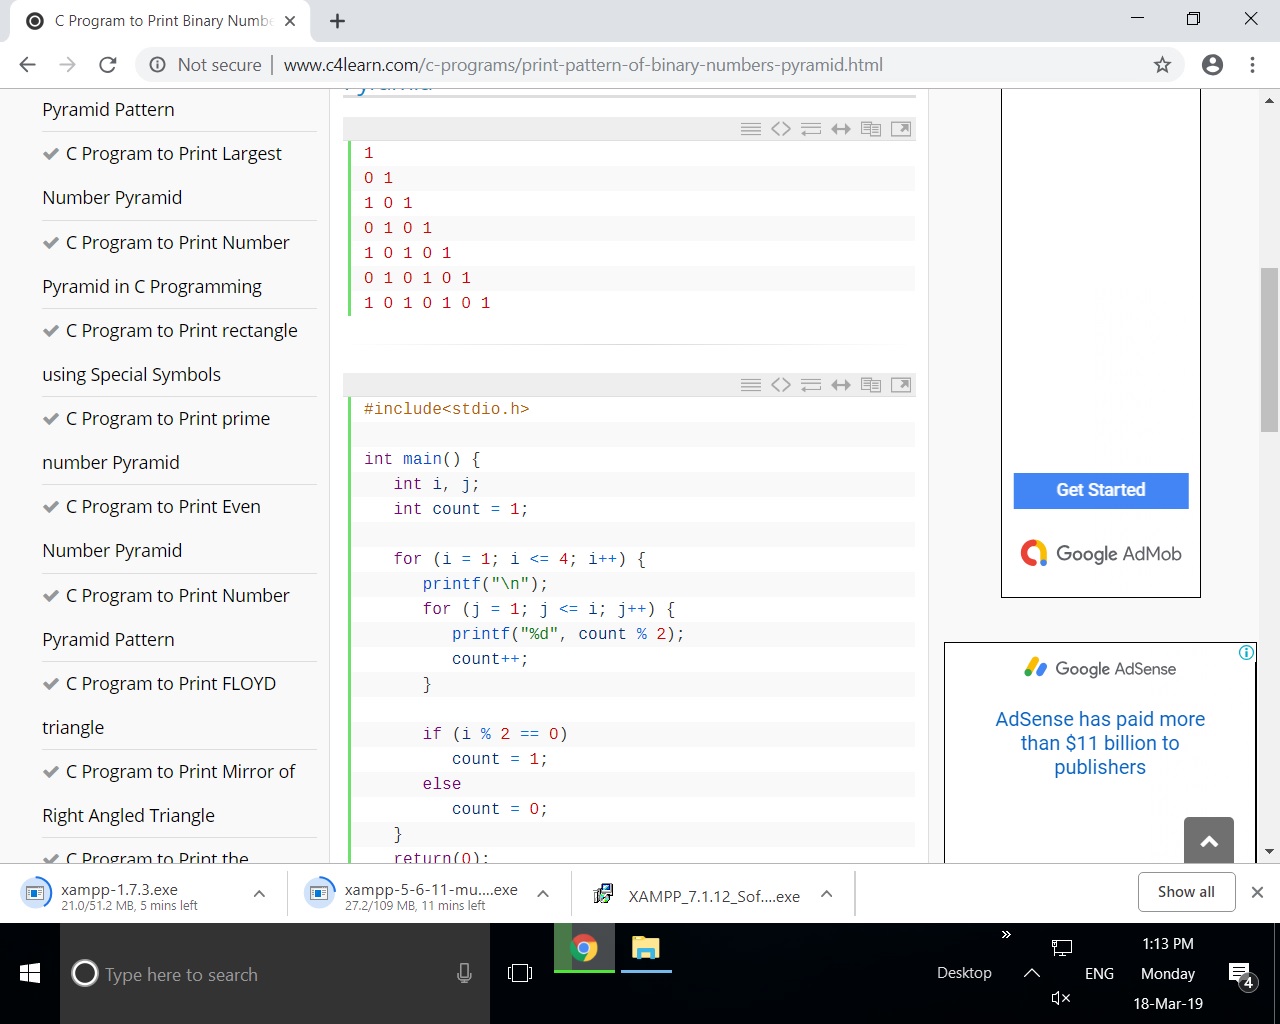 C Program to Print Binary Numbe
Not secure | www.c4learn.com/c-programs/print-pattern-of-binary-numbers-pyramid.html
Pyramid Pattern
C Program to Print Largest
Number Pyramid
C Program to Print Number
Pyramid in C Programming
C Program to Print rectangle
using Special Symbols
C Program to Print prime
number Pyramid
C Program to Print Even
Number Pyramid
C Program to Print Number
Pyramid Pattern
C Program to Print FLOYD
triangle
C Program to Print Mirror of
Right Angled Triangle
C Program to Print the
Pyramid
1
0 1
1 0 1
0 1 0 1
1 0 1 0 1
0 1 0 1 0 1
1 0 1 0 1 0 1
#include<stdio.h>
int main() {
int i, j;
int count = 1;
for (i = 1; i <= 4; i++) {
printf("\n");
for (j = 1; j <= i; j++) {
printf("%d", count % 2);
count++;
}
if (i % 2 == 0)
count = 1;
else
count = 0;
}
return(0);
Get Started
Google AdMob
Google AdSense
AdSense has paid more
than $11 billion to
publishers
xampp-1.7.3.exe
21.0/51.2 MB, 5 mins left
xampp-5-6-11-mu....exe
27.2/109 MB, 11 mins left
XAMPP_7.1.12_Sof....exe
Show all
Type here to search
Desktop
ENG
1:13 PM
Monday
18-Mar-19
4